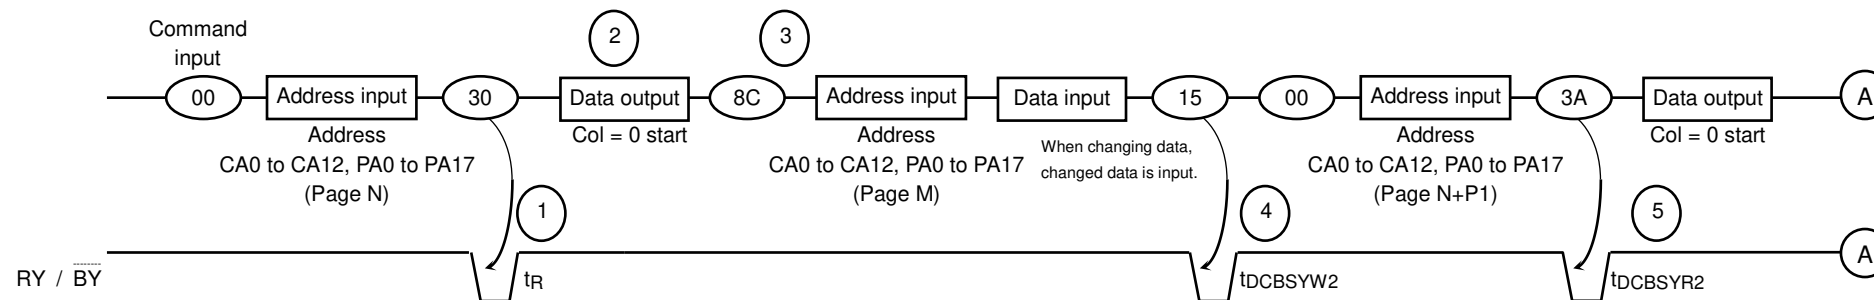 Command
input
2
3
00
Address input
30
Data output
8C
Address input
Data input
15
00
Address input
3A
Data output
A
Address
CA0 to CA12, PA0 to PA17
(Page N)
Col = 0 start
Address
CA0 to CA12, PA0 to PA17
(Page M)
When changing data,
changed data is input.
Address
CA0 to CA12, PA0 to PA17
(Page N+P1)
Col = 0 start
1
4
5
RY / BY
tR
tDCBSYW2
tDCBSYR2
A